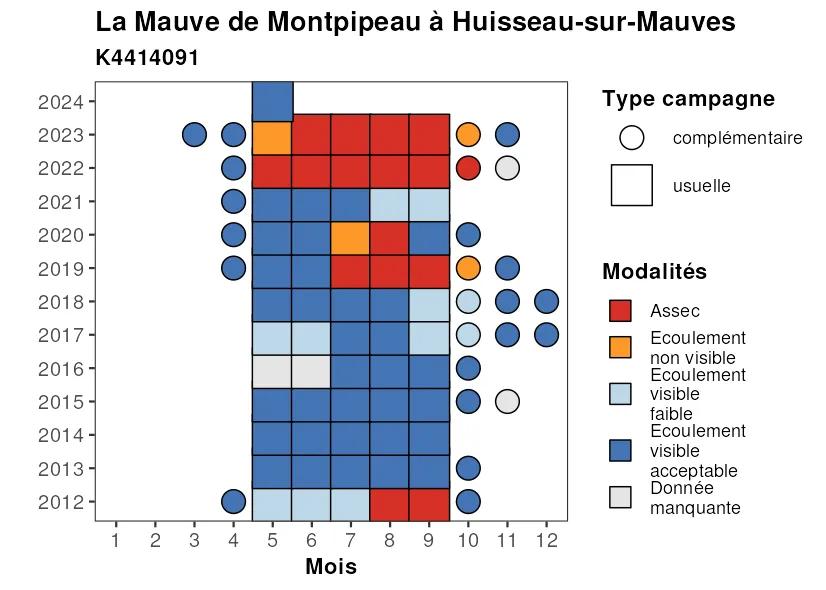 La Mauve de Montpipeau à Huisseau-sur-Mauves
K4414091
2024
2023
2022
2021
2020
2019
2018
2017
2016
2015
2014
2013
2012
1 2 3 4 5 6 7 8 9 10 11 12
Mois
Type campagne
complémentaire
usuelle
Modalités
Assec
Ecoulement
non visible
Ecoulement
visible
faible
Ecoulement
visible
acceptable
Donnée
manquante